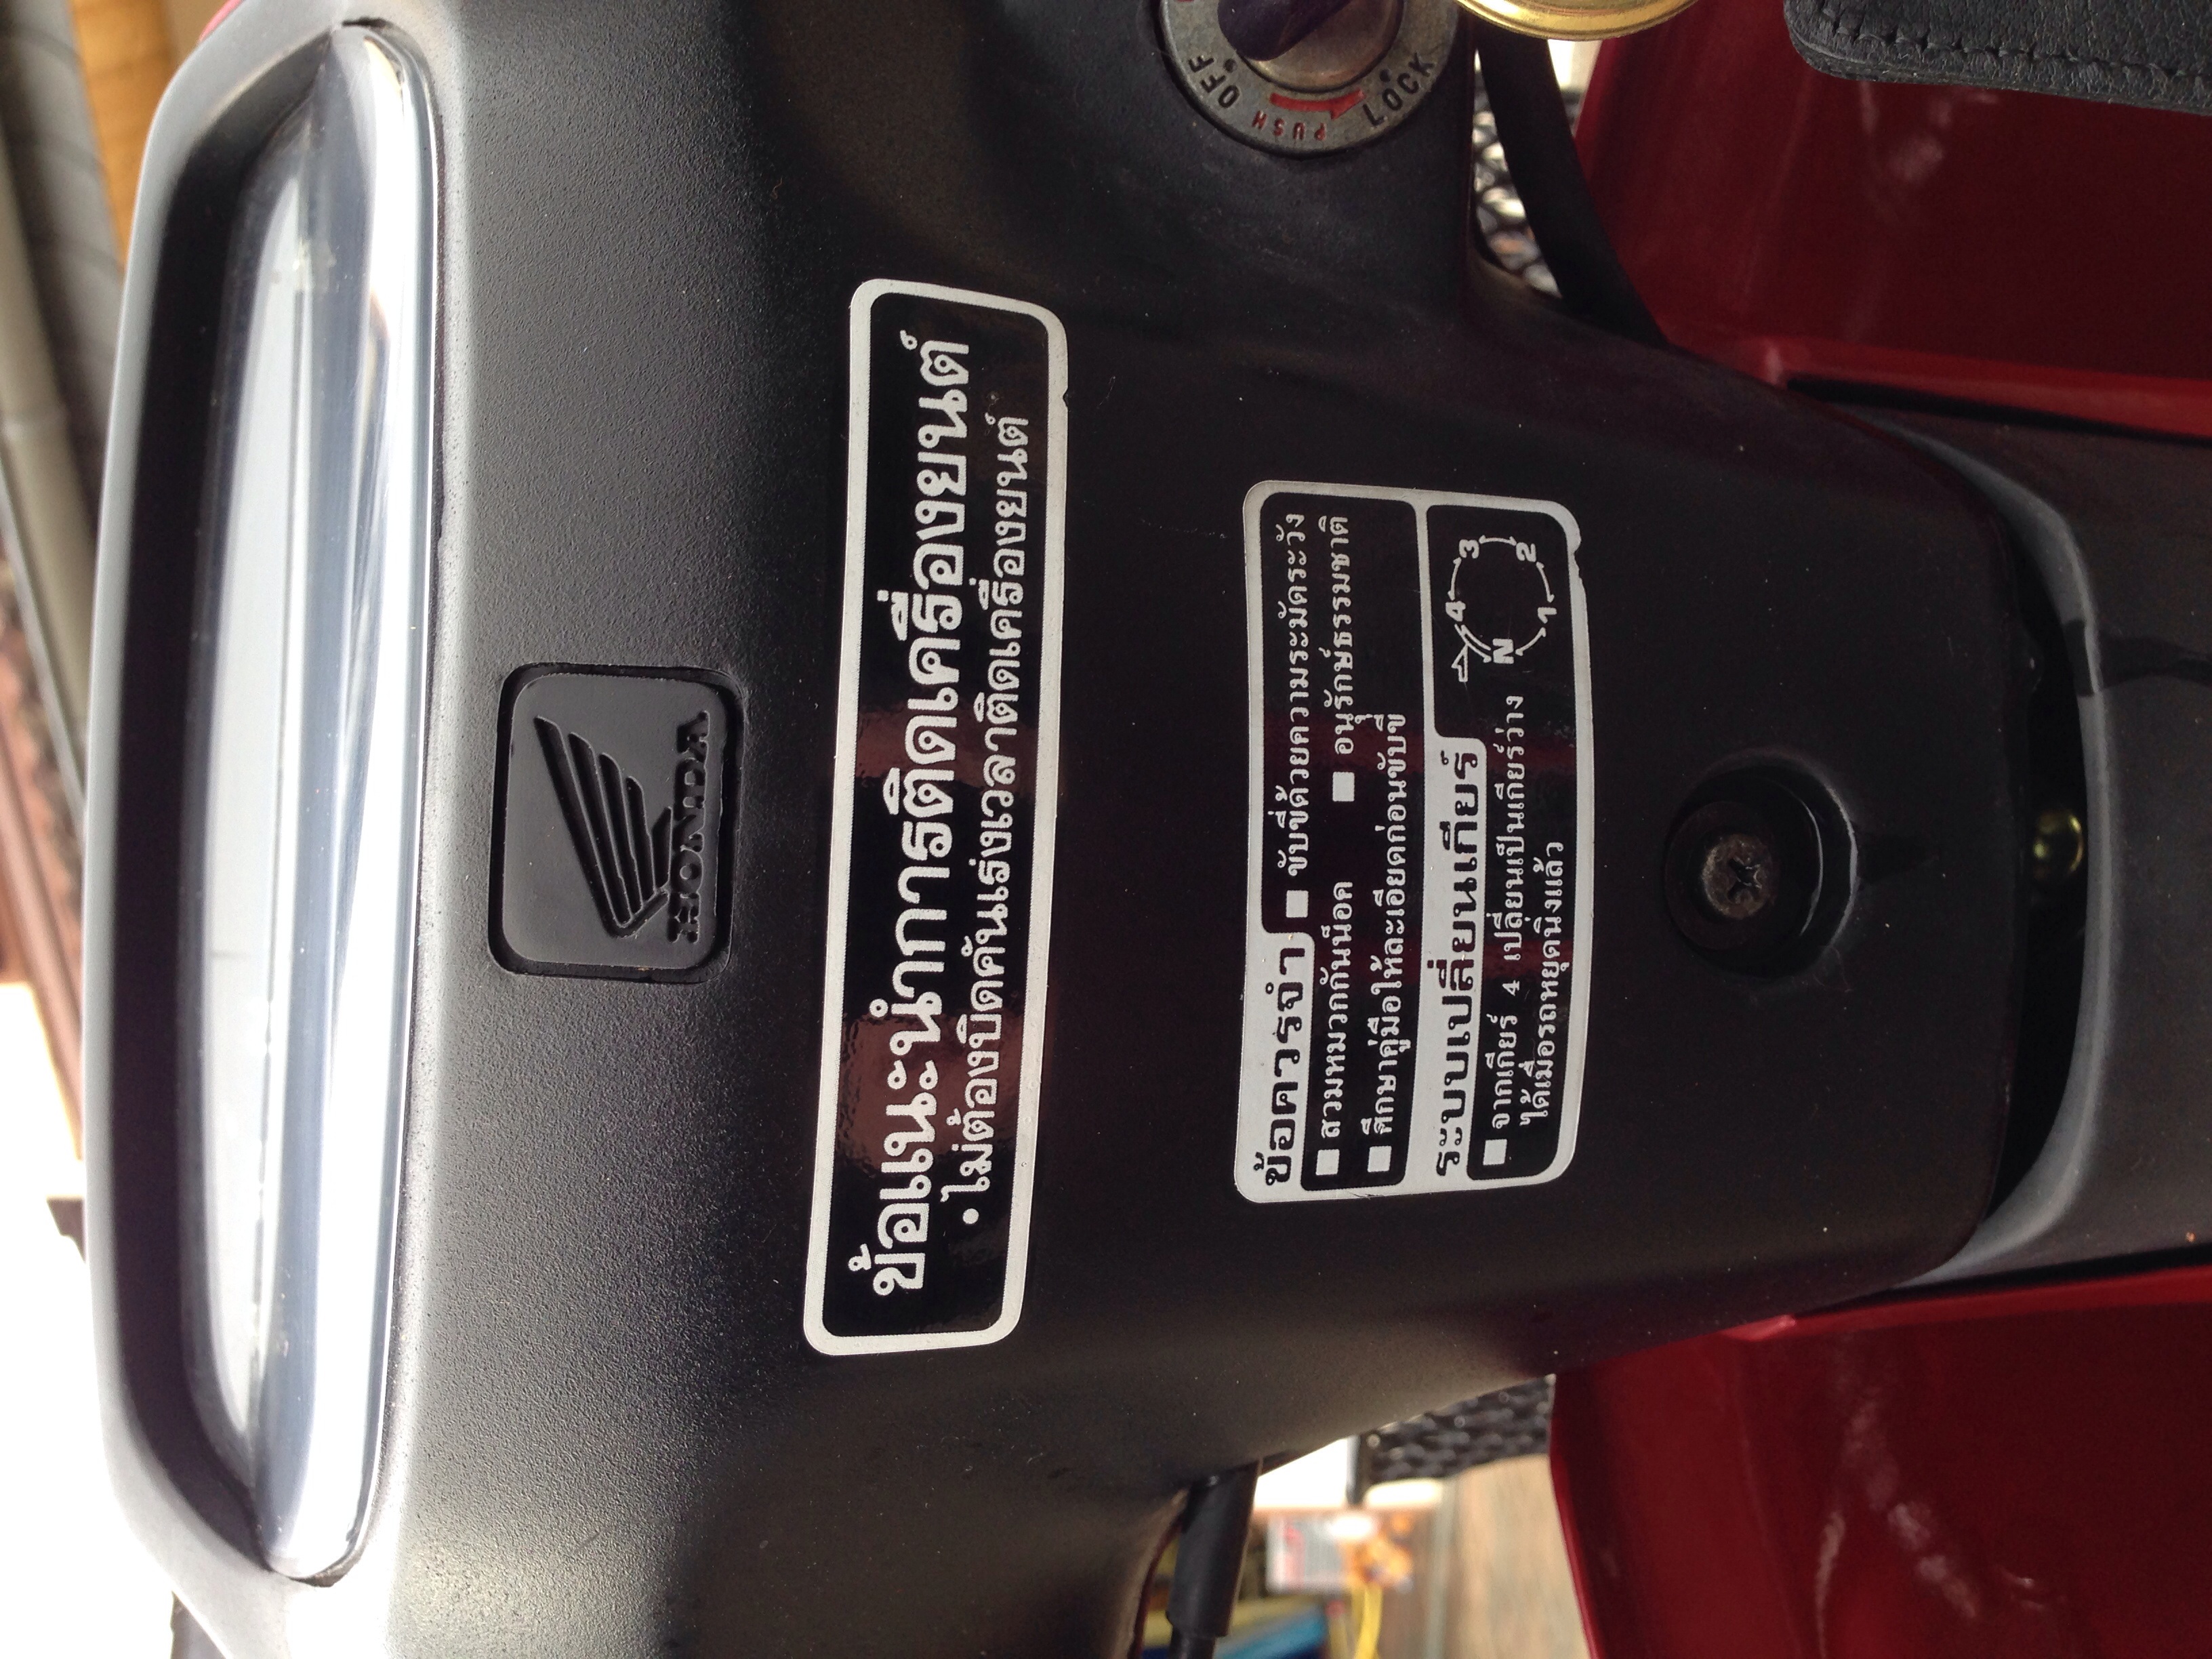 OFF
PUSH
LOCK
HONDA
ข้อแนะนำการติดเครื่องยนต์
• ไม่ต้องบิดคันเร่งเวลาติดเครื่องยนต์
ข้อควรจำ ■ ขับขี่ด้วยความระมัดระวัง
■ สวมหมวกกันน็อค ■ อนุรักษ์ธรรมชาติ
■ ศึกษาคู่มือให้ละเอียดก่อนขับขี่
ระบบเปลี่ยนเกียร์
■ จากเกียร์ 4 เปลี่ยนเป็นเกียร์ว่าง
ได้เมื่อรถหยุดนิ่งแล้ว
N 1 2 3 4